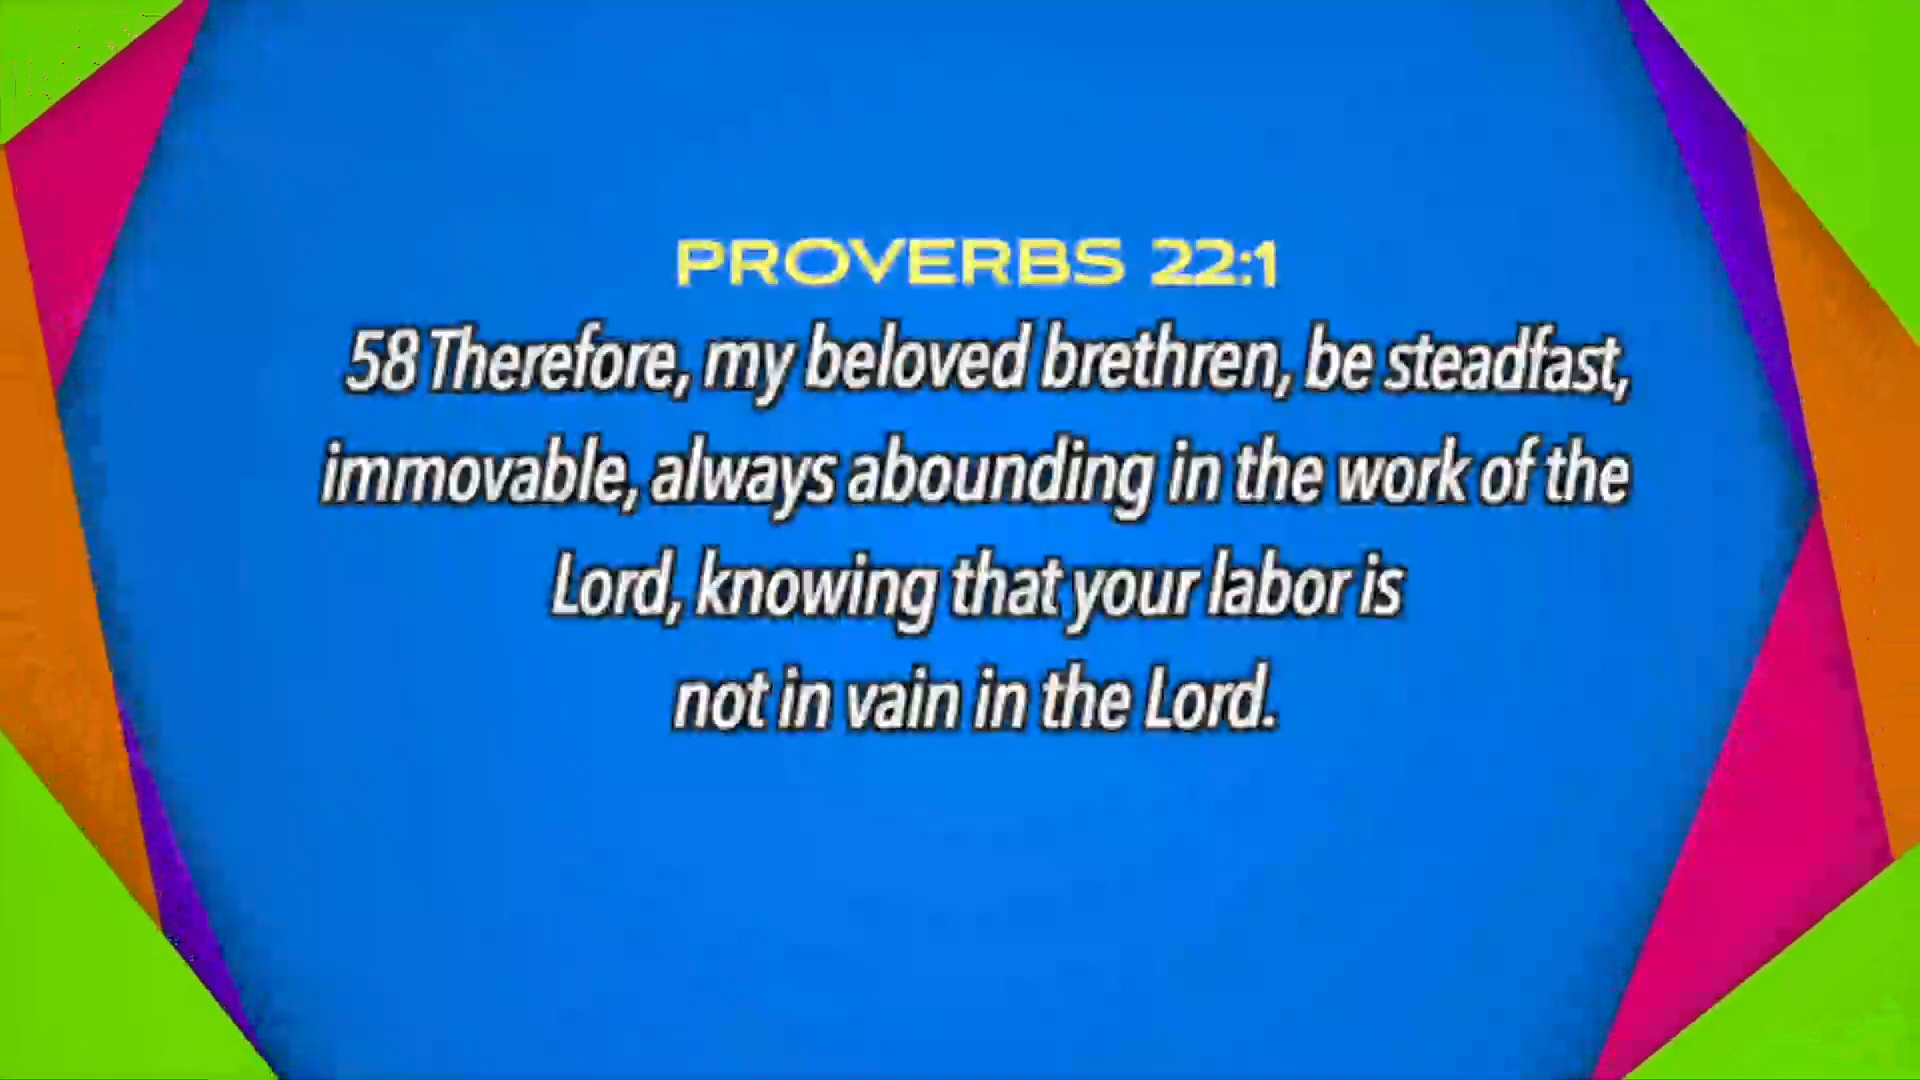 PROVERBS 22:1
58 Therefore, my beloved brethren, be steadfast,
immovable, always abounding in the work of the
Lord, knowing that your labor is
not in vain in the Lord.